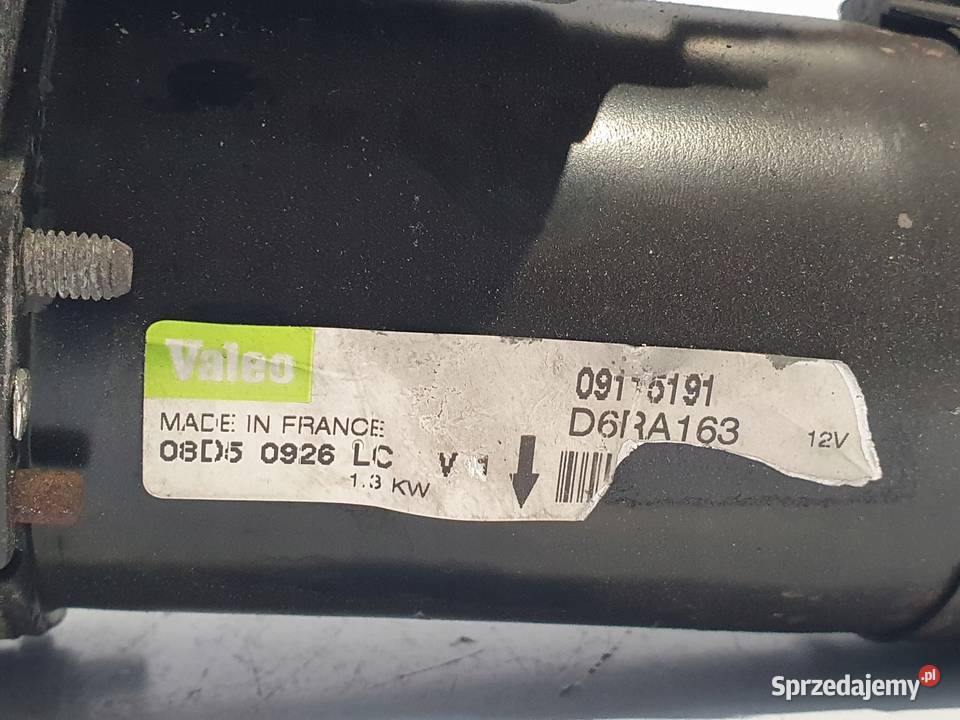 Valeo
MADE IN FRANCE
08D5 0926 LC
1.3 KW
D6RA163
12V
Sprzedajemy.pl